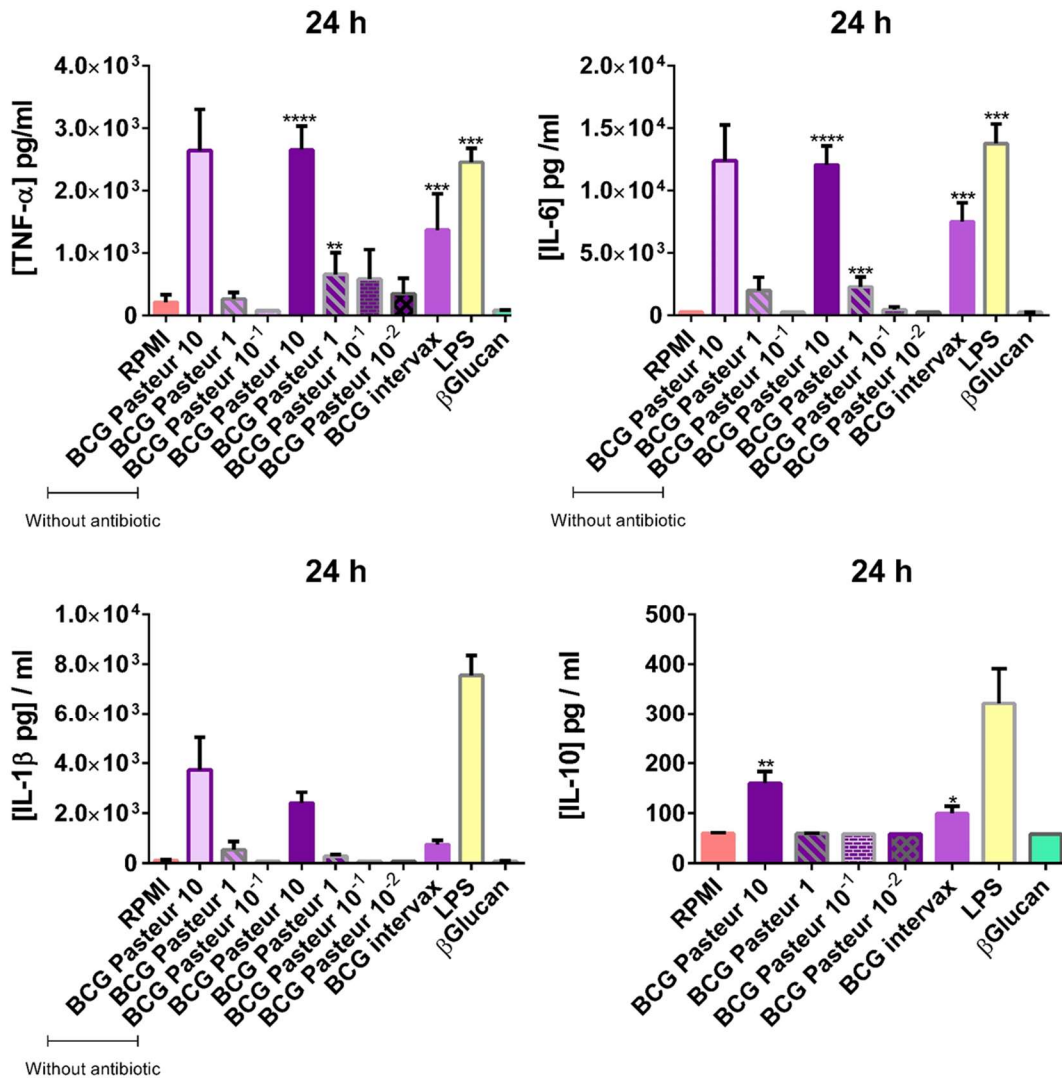 24 h
[TNF-α] pg/ml
4.0×10³
3.0×10³
2.0×10³
1.0×10³
0
****
**
***
***
RPMI
BCG Pasteur 10
BCG Pasteur 1
BCG Pasteur 10⁻¹
BCG Pasteur 10
BCG Pasteur 1
BCG Pasteur 10⁻¹
BCG Pasteur 10⁻²
BCG intervax
LPS
βGlucan
Without antibiotic
24 h
[IL-6] pg /ml
2.0×10⁴
1.5×10⁴
1.0×10⁴
5.0×10³
0
****
***
***
***
RPMI
BCG Pasteur 10
BCG Pasteur 1
BCG Pasteur 10⁻¹
BCG Pasteur 10
BCG Pasteur 1
BCG Pasteur 10⁻¹
BCG Pasteur 10⁻²
BCG intervax
LPS
βGlucan
Without antibiotic
24 h
[IL-1β pg] / ml
1.0×10⁴
8.0×10³
6.0×10³
4.0×10³
2.0×10³
0
RPMI
BCG Pasteur 10
BCG Pasteur 1
BCG Pasteur 10⁻¹
BCG Pasteur 10
BCG Pasteur 1
BCG Pasteur 10⁻¹
BCG Pasteur 10⁻²
BCG intervax
LPS
βGlucan
Without antibiotic
24 h
[IL-10] pg / ml
500
400
300
200
100
0
**
*
RPMI
BCG Pasteur 10
BCG Pasteur 1
BCG Pasteur 10⁻¹
BCG Pasteur 10⁻²
BCG intervax
LPS
βGlucan